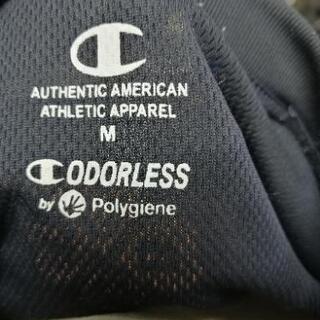 AUTHENTIC AMERICAN
ATHLETIC APPAREL
M
ODORLESS
by Polygiene